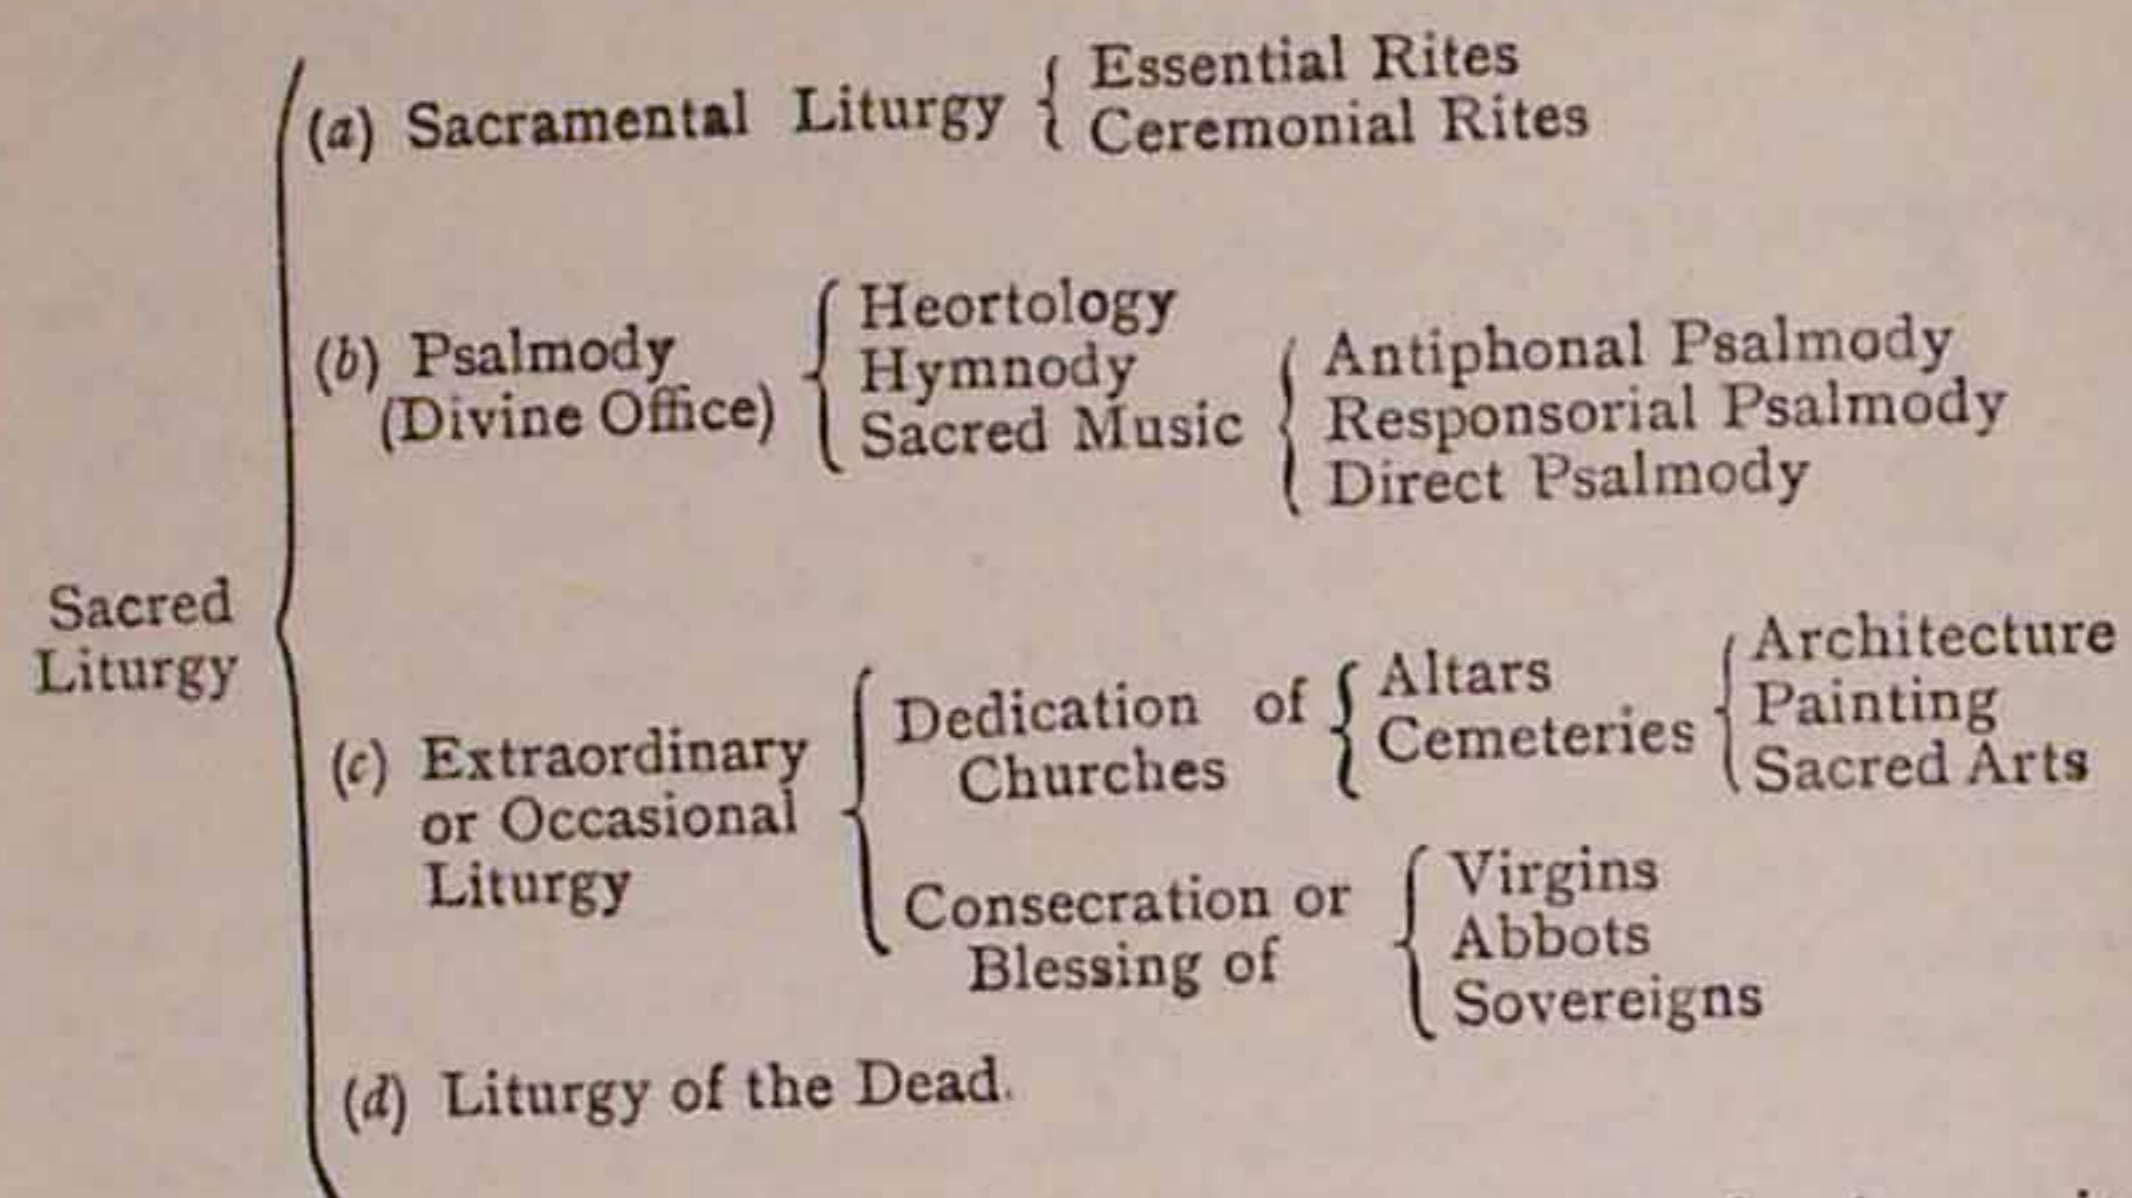 Sacred
Liturgy
(a) Sacramental Liturgy
Essential Rites
Ceremonial Rites
(b) Psalmody
(Divine Office)
Heortology
Hymnody
Sacred Music
Antiphonal Psalmody
Responsorial Psalmody
Direct Psalmody
(c) Extraordinary
or Occasional
Liturgy
Dedication of
Churches
Altars
Cemeteries
Architecture
Painting
Sacred Arts
Consecration or
Blessing of
Virgins
Abbots
Sovereigns
(d) Liturgy of the Dead.